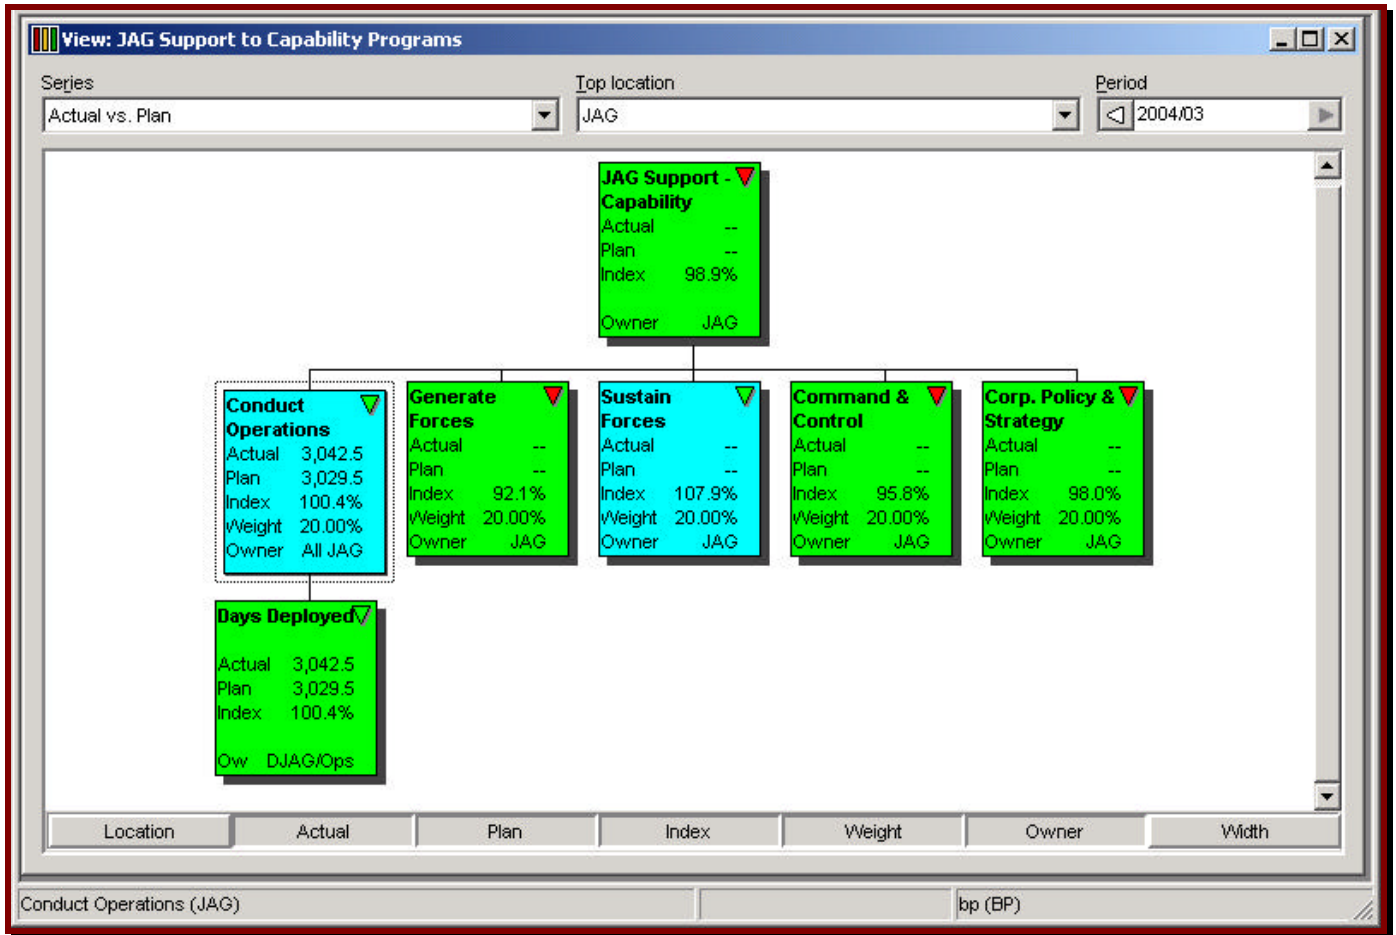 View: JAG Support to Capability Programs
Series
Top location
Period
Actual vs. Plan
JAG
2004/03
JAG Support -
Capability
Actual --
Plan --
Index 98.9%
Owner JAG
Conduct
Operations
Actual 3,042.5
Plan 3,029.5
Index 100.4%
Weight 20.00%
Owner All JAG
Generate
Forces
Actual --
Plan --
Index 92.1%
Weight 20.00%
Owner JAG
Sustain
Forces
Actual --
Plan --
Index 107.9%
Weight 20.00%
Owner JAG
Command &
Control
Actual --
Plan --
Index 95.8%
Weight 20.00%
Owner JAG
Corp. Policy &
Strategy
Actual --
Plan --
Index 98.0%
Weight 20.00%
Owner JAG
Days Deployed
Actual 3,042.5
Plan 3,029.5
Index 100.4%
Ow DJAG/Ops
Location Actual Plan Index Weight Owner Width
Conduct Operations (JAG) bp (BP)